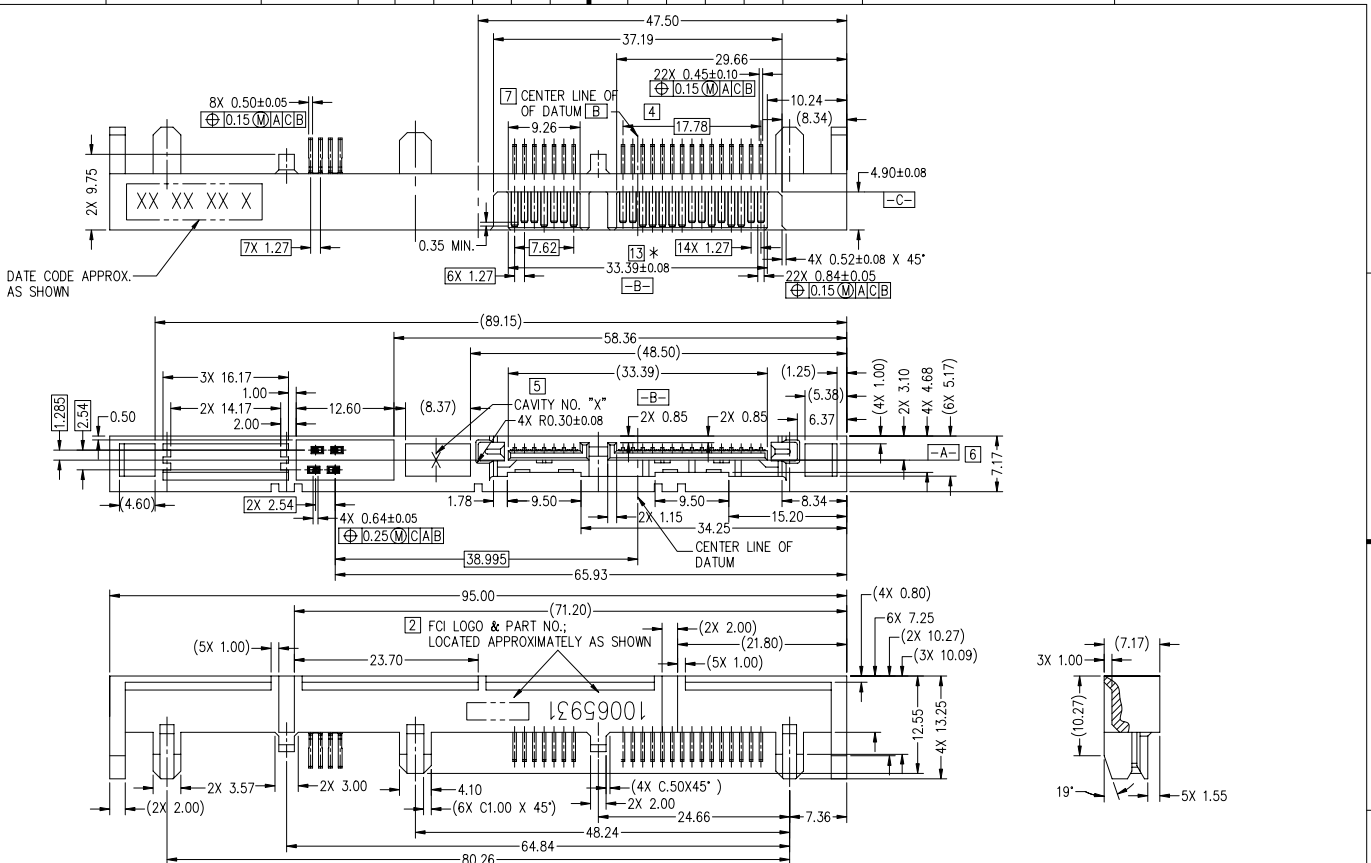 47.50
37.19
29.66
22X 0.45±0.10
⌖ 0.15 Ⓜ A C B
10.24
(8.34)
8X 0.50±0.05
⌖ 0.15 Ⓜ A C B
7 CENTER LINE OF
OF DATUM B
4
9.26
17.78
2X 9.75
XX XX XX X
4.90±0.08
-C-
0.35 MIN.
7X 1.27
7.62
13 *
14X 1.27
DATE CODE APPROX.
AS SHOWN
6X 1.27
33.39±0.08
-B-
4X 0.52±0.08 X 45°
22X 0.84±0.05
⌖ 0.15 Ⓜ A C B
(89.15)
58.36
(48.50)
3X 16.17
(33.39)
(1.25)
(4X 1.00)
2X 3.10
4X 4.68
(6X 5.17)
1.00
5
CAVITY NO. "X"
-B-
(5.38)
1.285
2.54
0.50
2X 14.17
12.60
(8.37)
4X R0.30±0.08
2X 0.85
2X 0.85
6.37
2.00
X
-A- 6
7.17
(4.60)
2X 2.54
1.78
9.50
9.50
8.34
4X 0.64±0.05
2X 1.15
15.20
⌖ 0.25 Ⓜ C A B
34.25
CENTER LINE OF
DATUM
38.995
65.93
95.00
(4X 0.80)
(71.20)
6X 7.25
2 FCI LOGO & PART NO.;
LOCATED APPROXIMATELY AS SHOWN
(2X 2.00)
(2X 10.27)
(5X 1.00)
(21.80)
(3X 10.09)
23.70
(5X 1.00)
(7.17)
3X 1.00
10065931
12.55
4X 13.25
(10.27)
2X 3.57
2X 3.00
4.10
(4X C.50X45°)
(2X 2.00)
(6X C1.00 X 45°)
2X 2.00
19°
5X 1.55
24.66
7.36
48.24
64.84
80.26